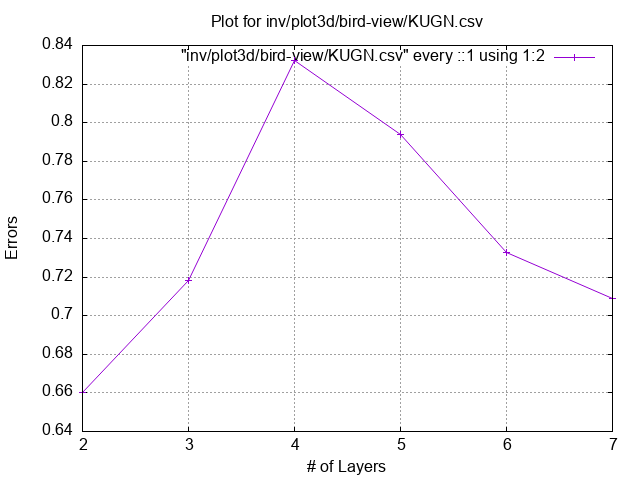 Plot for inv/plot3d/bird-view/KUGN.csv
"inv/plot3d/bird-view/KUGN.csv" every ::1 using 1:2
0.84
0.82
0.8
0.78
0.76
0.74
0.72
0.7
0.68
0.66
0.64
Errors
2 3 4 5 6 7
# of Layers